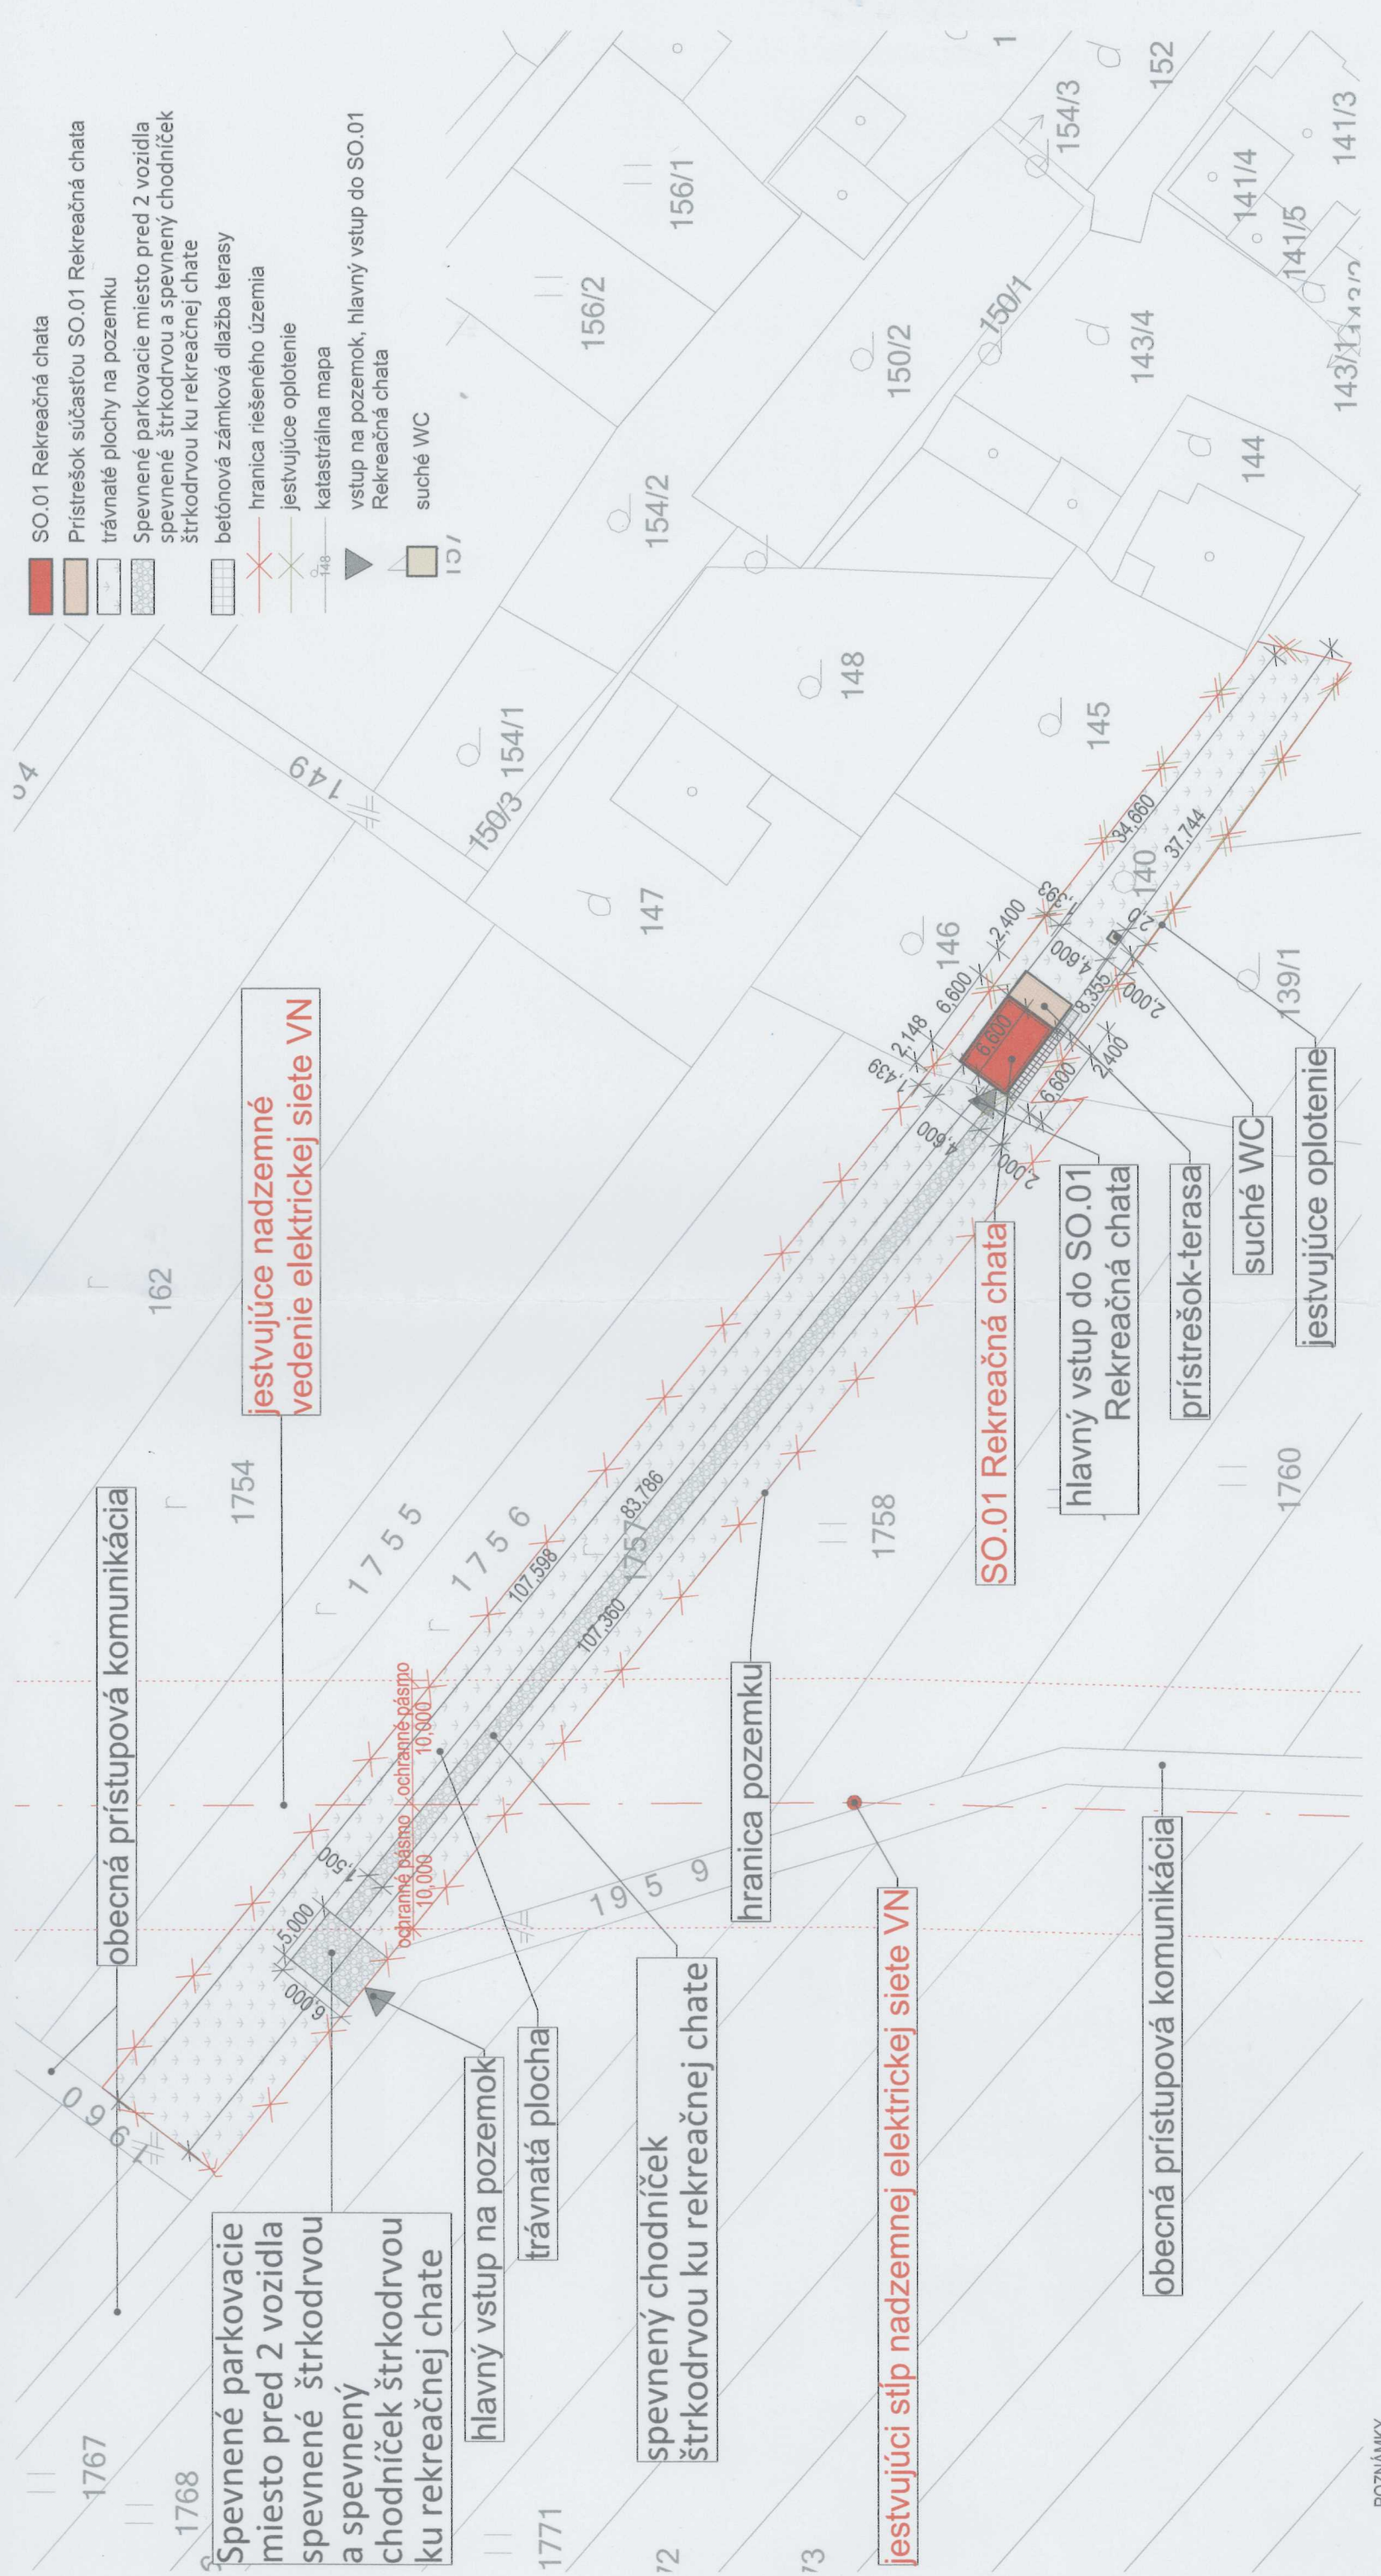 SO.01 Rekreačná chata
Prístrešok súčasťou SO.01 Rekreačná chata
trávnaté plochy na pozemku
Spevnené parkovacie miesto pred 2 vozidla
spevnené štrkodrvou a spevnený chodníček
štrkodrvou ku rekreačnej chate
betónová zámková dlažba terasy
hranica riešeného územia
jestvujúce oplotenie
148
katastrálna mapa
vstup na pozemok, hlavný vstup do SO.01
Rekreačná chata
suché WC
jestvujúce nadzemné
vedenie elektrickej siete VN
obecná prístupová komunikácia
Spevnené parkovacie
miesto pred 2 vozidla
spevnené štrkodrvou
a spevnený
chodníček štrkodrvou
ku rekreačnej chate
hlavný vstup na pozemok
trávnatá plocha
spevnený chodníček
štrkodrvou ku rekreačnej chate
hranica pozemku
jestvujúci stĺp nadzemnej elektrickej siete VN
obecná prístupová komunikácia
SO.01 Rekreačná chata
hlavný vstup do SO.01
Rekreačná chata
prístrešok-terasa
suché WC
jestvujúce oplotenie
ochranné pásmo
10,000
ochranné pásmo
10,000
5,000
6,000
1,500
107,598
83,786
107,360
1757
1,439
2,148
6,600
2,400
1,393
34,660
37,744
4,600
2,0
8,355
2,000
6,600
2,400
6,600
4,600
2,000
140
1960
1959
1767
1768
1771
162
1754
1755
1756
1758
1760
149
150/3
154/1
154/2
147
148
146
145
139/1
156/2
156/1
150/2
150/1
154/3
152
143/4
144
141/4
141/5
141/3
POZNÁMKY